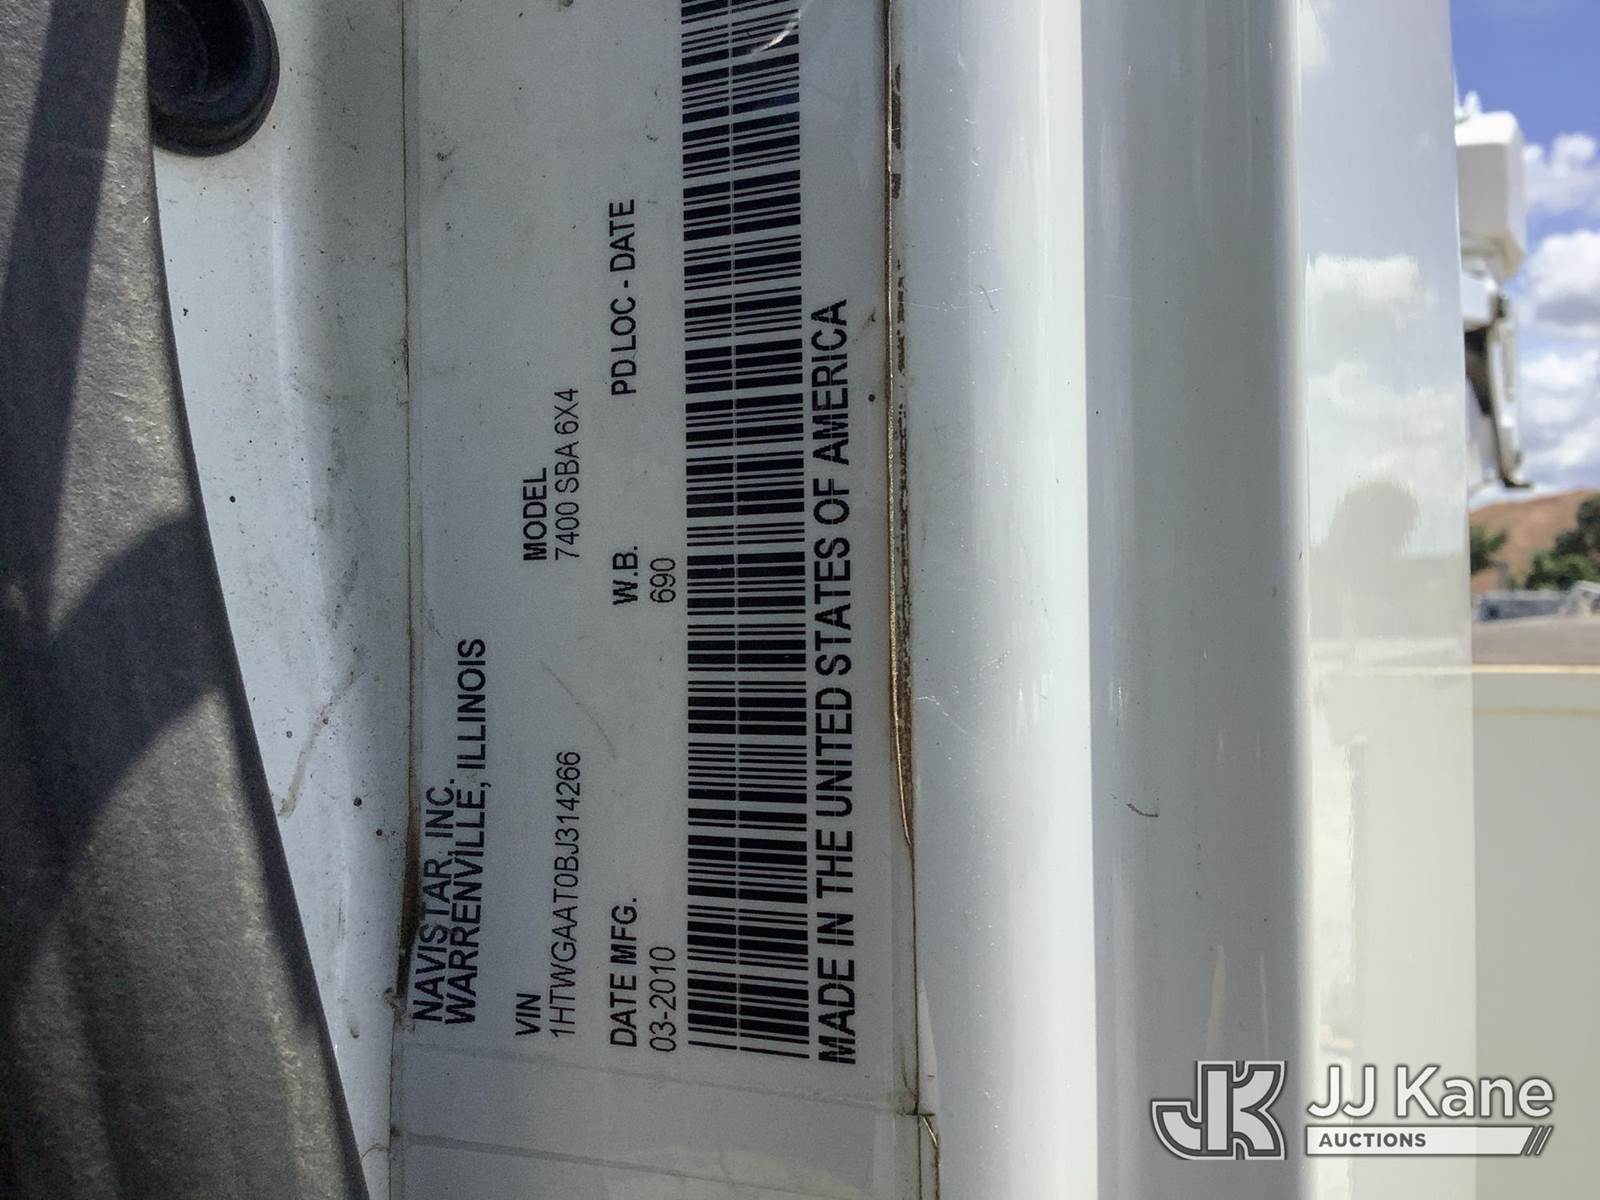 NAVISTAR, INC.
WARRENVILLE, ILLINOIS
VIN MODEL
1HTWGAAT0BJ314266 7400 SBA 6X4
DATE MFG. W.B. PD LOC - DATE
03-2010 690
MADE IN THE UNITED STATES OF AMERICA
JK JJ Kane
AUCTIONS